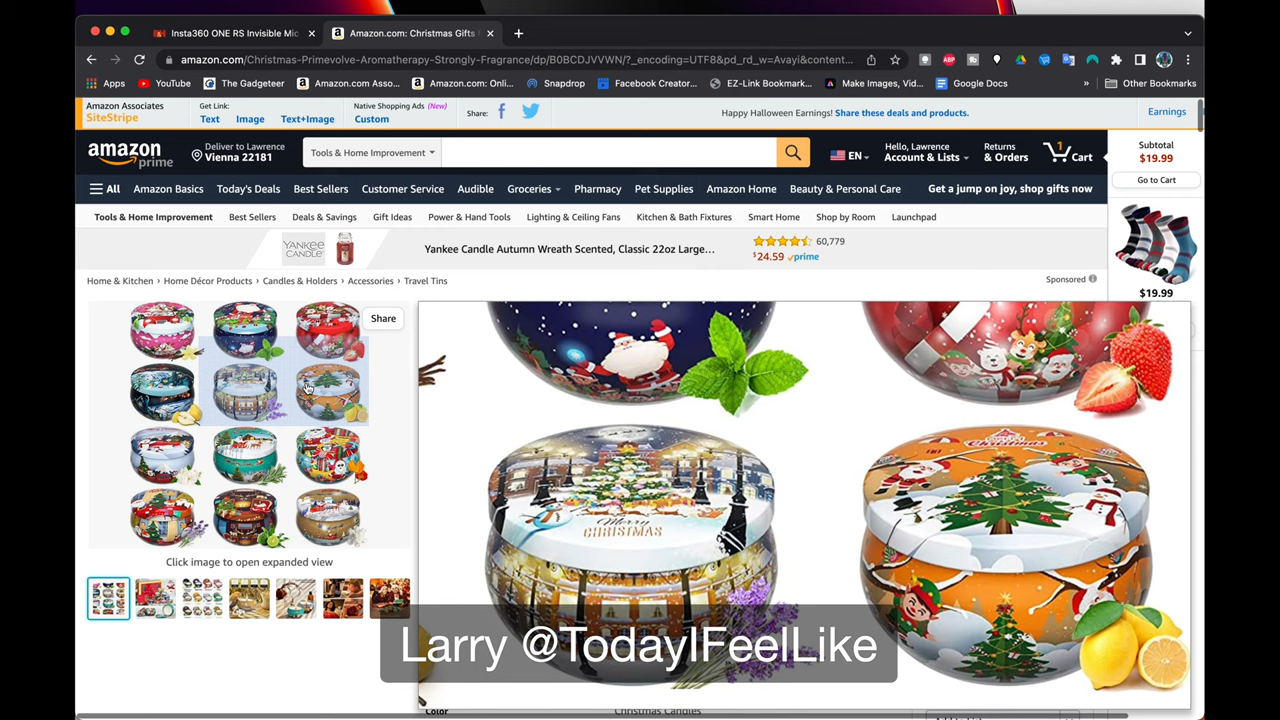 Insta360 ONE RS Invisible Mic
Amazon.com: Christmas Gifts
amazon.com/Christmas-Primevolve-Aromatherapy-Strongly-Fragrance/dp/B0BCDJVVWN/?_encoding=UTF8&pd_rd_w=Avayi&content...
Apps
YouTube
The Gadgeteer
Amazon.com Asso...
Amazon.com: Onli...
Snapdrop
Facebook Creator...
EZ-Link Bookmark...
Make Images, Vid...
Google Docs
»
Other Bookmarks
Amazon Associates
SiteStripe
Get Link:
Text
Image
Text+Image
Native Shopping Ads (New)
Custom
Share:
Happy Halloween Earnings! Share these deals and products.
Earnings
amazon prime
Deliver to Lawrence
Vienna 22181
Tools & Home Improvement
EN
Hello, Lawrence
Account & Lists
Returns
& Orders
1
Cart
Subtotal
$19.99
Go to Cart
All
Amazon Basics
Today's Deals
Best Sellers
Customer Service
Audible
Groceries
Pharmacy
Pet Supplies
Amazon Home
Beauty & Personal Care
Get a jump on joy, shop gifts now
Tools & Home Improvement
Best Sellers
Deals & Savings
Gift Ideas
Power & Hand Tools
Lighting & Ceiling Fans
Kitchen & Bath Fixtures
Smart Home
Shop by Room
Launchpad
YANKEE CANDLE
Yankee Candle Autumn Wreath Scented, Classic 22oz Large...
60,779
$24.59 prime
$19.99
Home & Kitchen › Home Décor Products › Candles & Holders › Accessories › Travel Tins
Sponsored
Share
Merry
CHRISTMAS
Christmas
Click image to open expanded view
Larry @TodayIFeelLike
Color
Christmas Candles